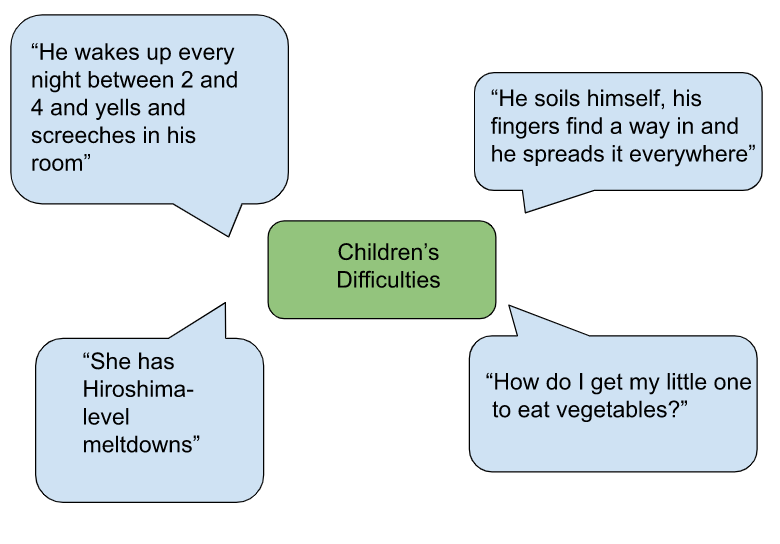 “He wakes up every
night between 2 and
4 and yells and
screeches in his
room”
“He soils himself, his
fingers find a way in and
he spreads it everywhere”
Children’s
Difficulties
“She has
Hiroshima-
level
meltdowns”
“How do I get my little one
to eat vegetables?”